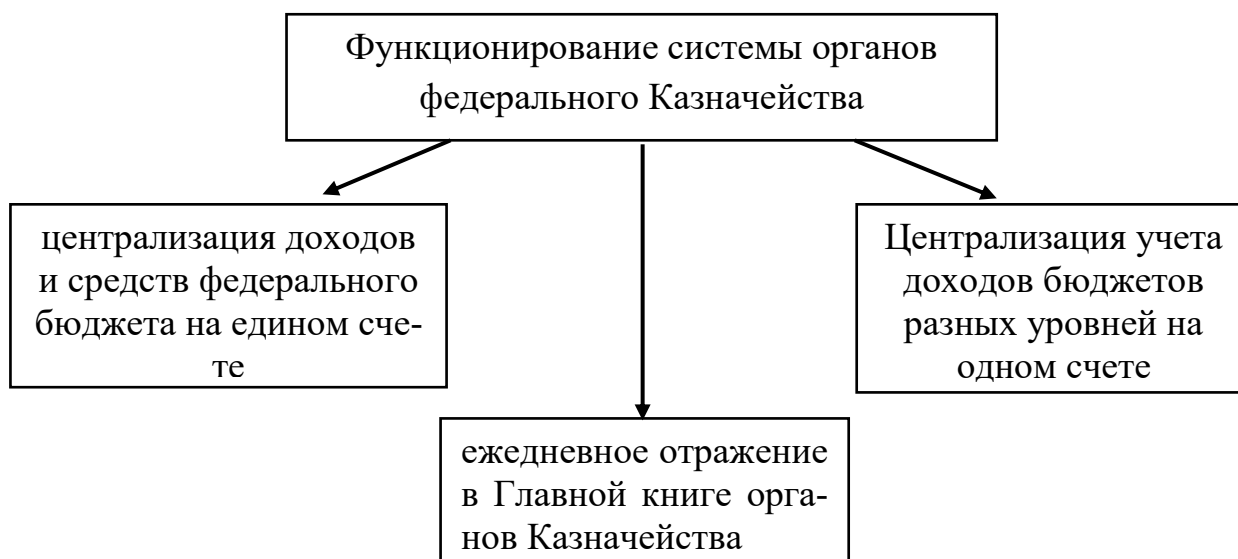 Функционирование системы органов
федерального Казначейства
централизация доходов
и средств федерального
бюджета на едином сче-
те
Централизация учета
доходов бюджетов
разных уровней на
одном счете
ежедневное отражение
в Главной книге орга-
нов Казначейства